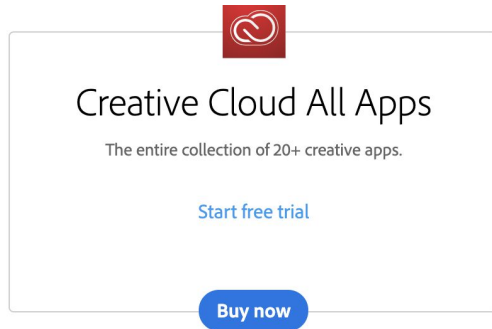 Creative Cloud All Apps
The entire collection of 20+ creative apps.
Start free trial
Buy now